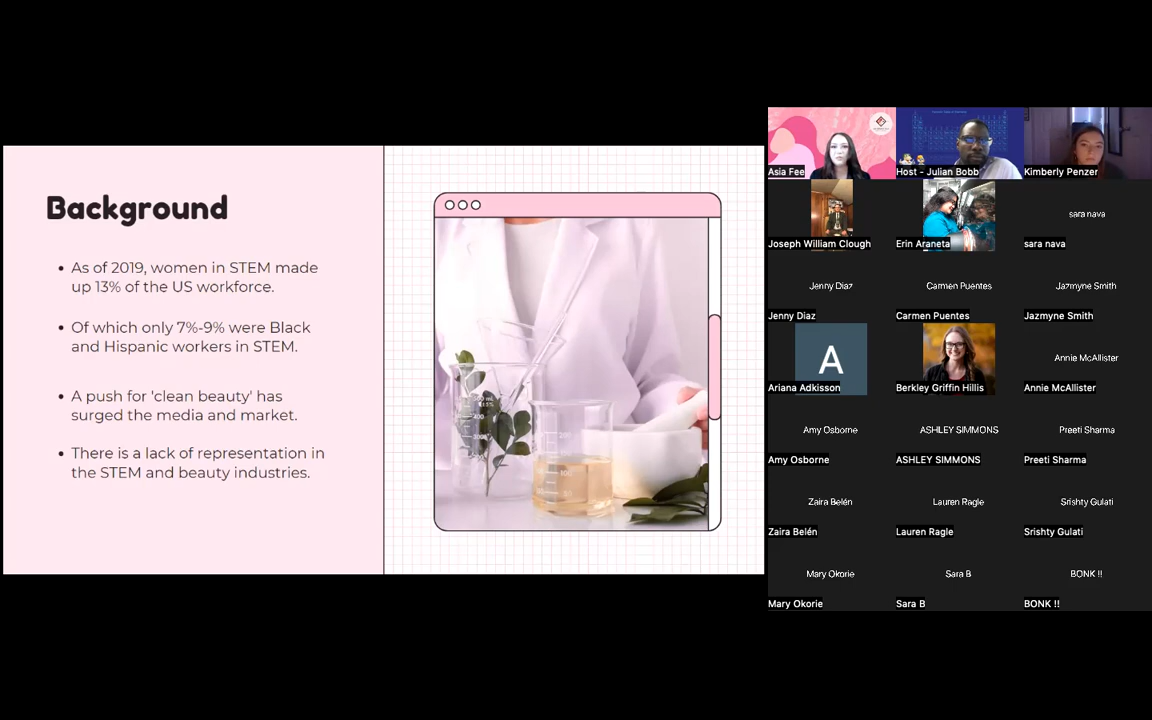 Background
• As of 2019, women in STEM made
up 13% of the US workforce.
• Of which only 7%-9% were Black
and Hispanic workers in STEM.
• A push for 'clean beauty' has
surged the media and market.
• There is a lack of representation in
the STEM and beauty industries.
Asia Fee
Host - Julian Bobb
Kimberly Penzer
Joseph William Clough
Erin Araneta
sara nava
sara nava
Jenny Diaz
Carmen Puentes
Jazmyne Smith
Jenny Diaz
Carmen Puentes
Jazmyne Smith
A
Annie McAllister
Ariana Adkisson
Berkley Griffin Hillis
Annie McAllister
Amy Osborne
ASHLEY SIMMONS
Preeti Sharma
Amy Osborne
ASHLEY SIMMONS
Preeti Sharma
Zaira Belén
Lauren Ragle
Srishty Gulati
Zaira Belén
Lauren Ragle
Srishty Gulati
Mary Okorie
Sara B
BONK !!
Mary Okorie
Sara B
BONK !!